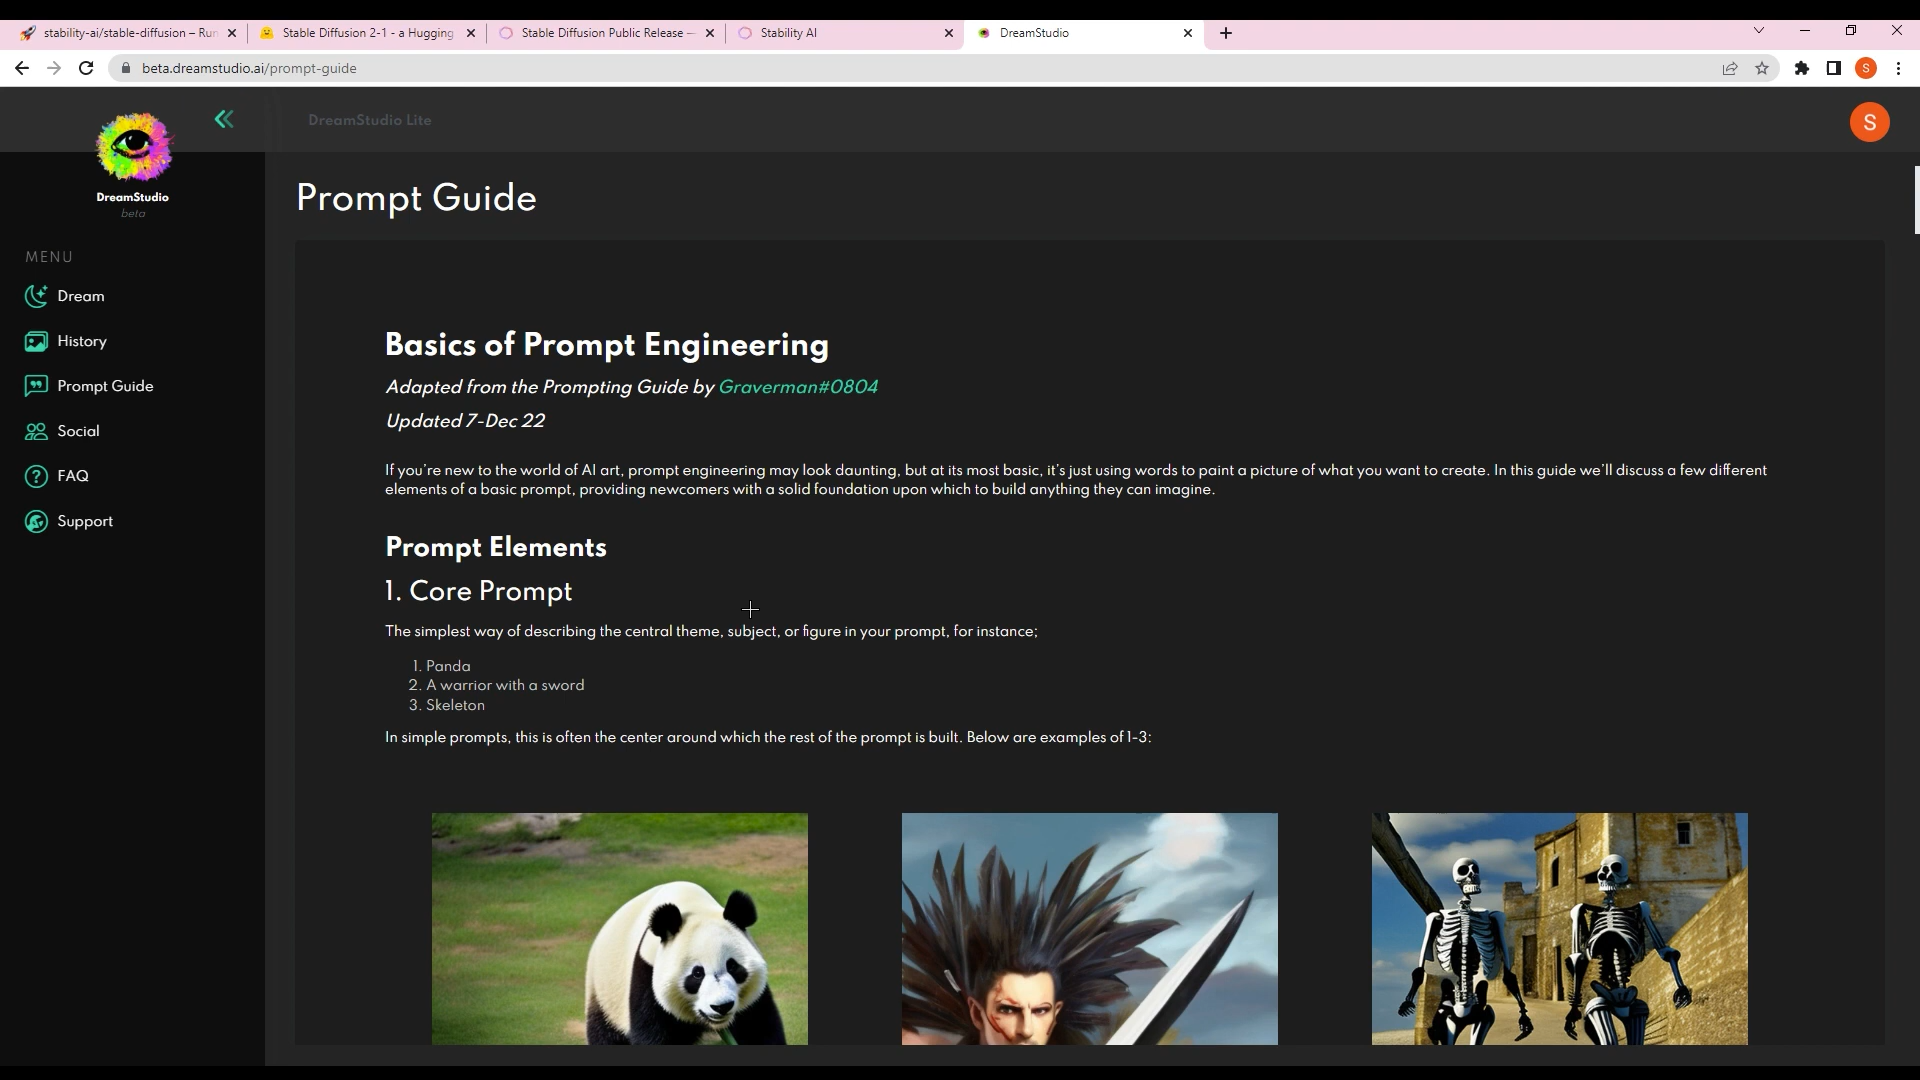 stability-ai/stable-diffusion – Run
Stable Diffusion 2-1 - a Hugging
Stable Diffusion Public Release —
Stability AI
DreamStudio
beta.dreamstudio.ai/prompt-guide
S
DreamStudio Lite
S
DreamStudio
beta
MENU
Dream
History
Prompt Guide
Social
FAQ
Support
Prompt Guide
Basics of Prompt Engineering
Adapted from the Prompting Guide by Graverman#0804
Updated 7-Dec 22
If you're new to the world of AI art, prompt engineering may look daunting, but at its most basic, it's just using words to paint a picture of what you want to create. In this guide we'll discuss a few different
elements of a basic prompt, providing newcomers with a solid foundation upon which to build anything they can imagine.
Prompt Elements
1. Core Prompt
The simplest way of describing the central theme, subject, or figure in your prompt, for instance;
1. Panda
2. A warrior with a sword
3. Skeleton
In simple prompts, this is often the center around which the rest of the prompt is built. Below are examples of 1-3: